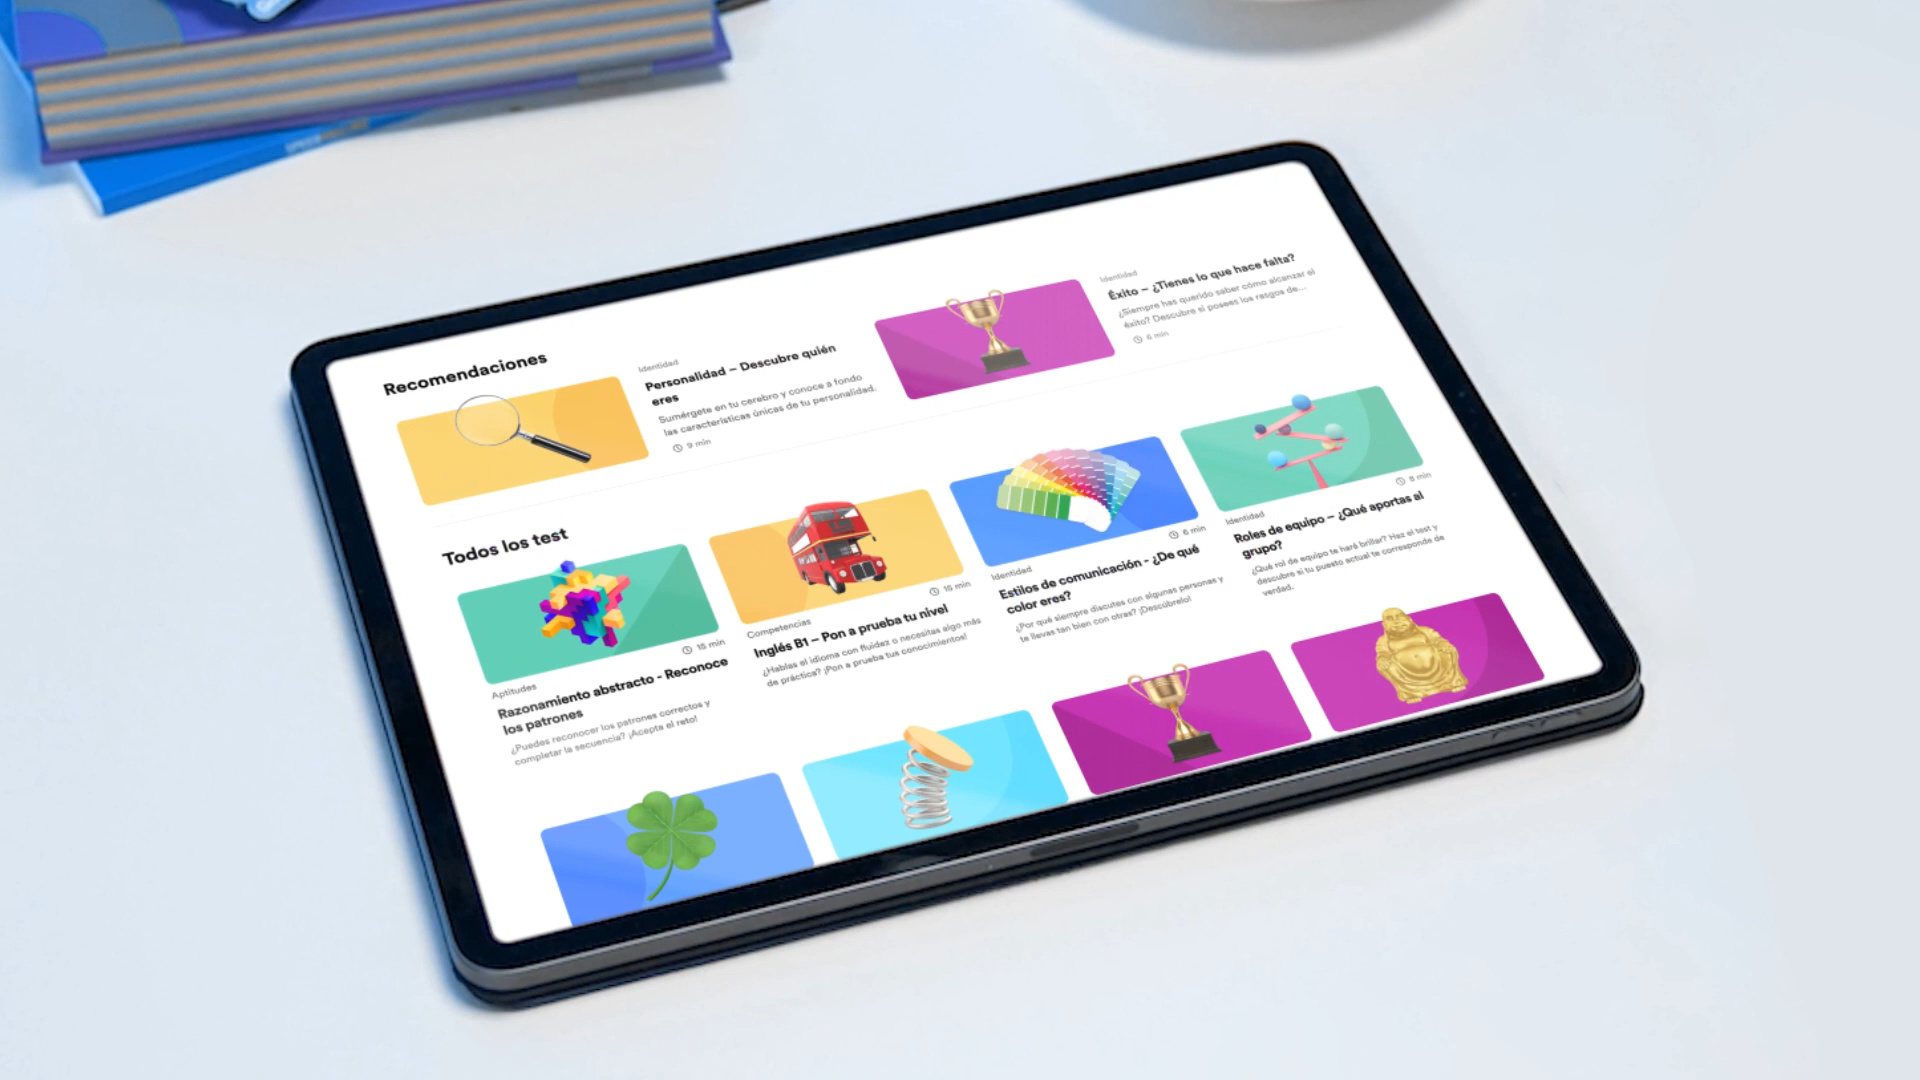 Recomendaciones
Identidad
Personalidad – Descubre quién
eres
Sumérgete en tu cerebro y conoce a fondo
las características únicas de tu personalidad.
9 min
Identidad
Éxito – ¿Tienes lo que hace falta?
¿Siempre has querido saber cómo alcanzar el
éxito? Descubre si posees los rasgos de...
6 min
Todos los test
15 min
Aptitudes
Razonamiento abstracto - Reconoce
los patrones
¿Puedes reconocer los patrones correctos y
completar la secuencia? ¡Acepta el reto!
15 min
Competencias
Inglés B1 – Pon a prueba tu nivel
¿Hablas el idioma con fluidez o necesitas algo más
de práctica? ¡Pon a prueba tus conocimientos!
6 min
Identidad
Estilos de comunicación - ¿De qué
color eres?
¿Por qué siempre discutes con algunas personas y
te llevas tan bien con otras? ¡Descúbrelo!
8 min
Identidad
Roles de equipo – ¿Qué aportas al
grupo?
¿Qué rol de equipo te hará brillar? Haz el test y
descubre si tu puesto actual te corresponde de
verdad.